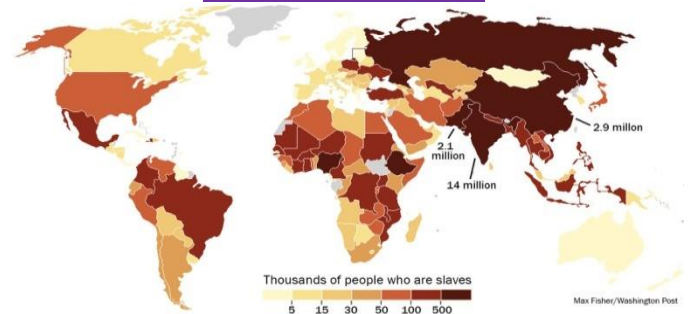 2.9 millon
2.1
million
14 million
Thousands of people who are slaves
5 15 30 50 100 500
Max Fisher/Washington Post